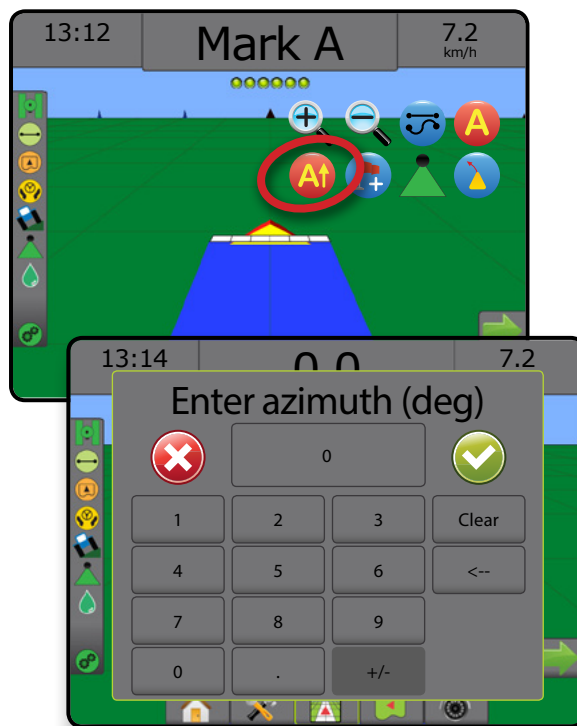 13:12 Mark A 7.2
km/h
A
A
13:14 0.0 7.2
Enter azimuth (deg)
0
1 2 3 Clear
4 5 6 <--
7 8 9
0 . +/-